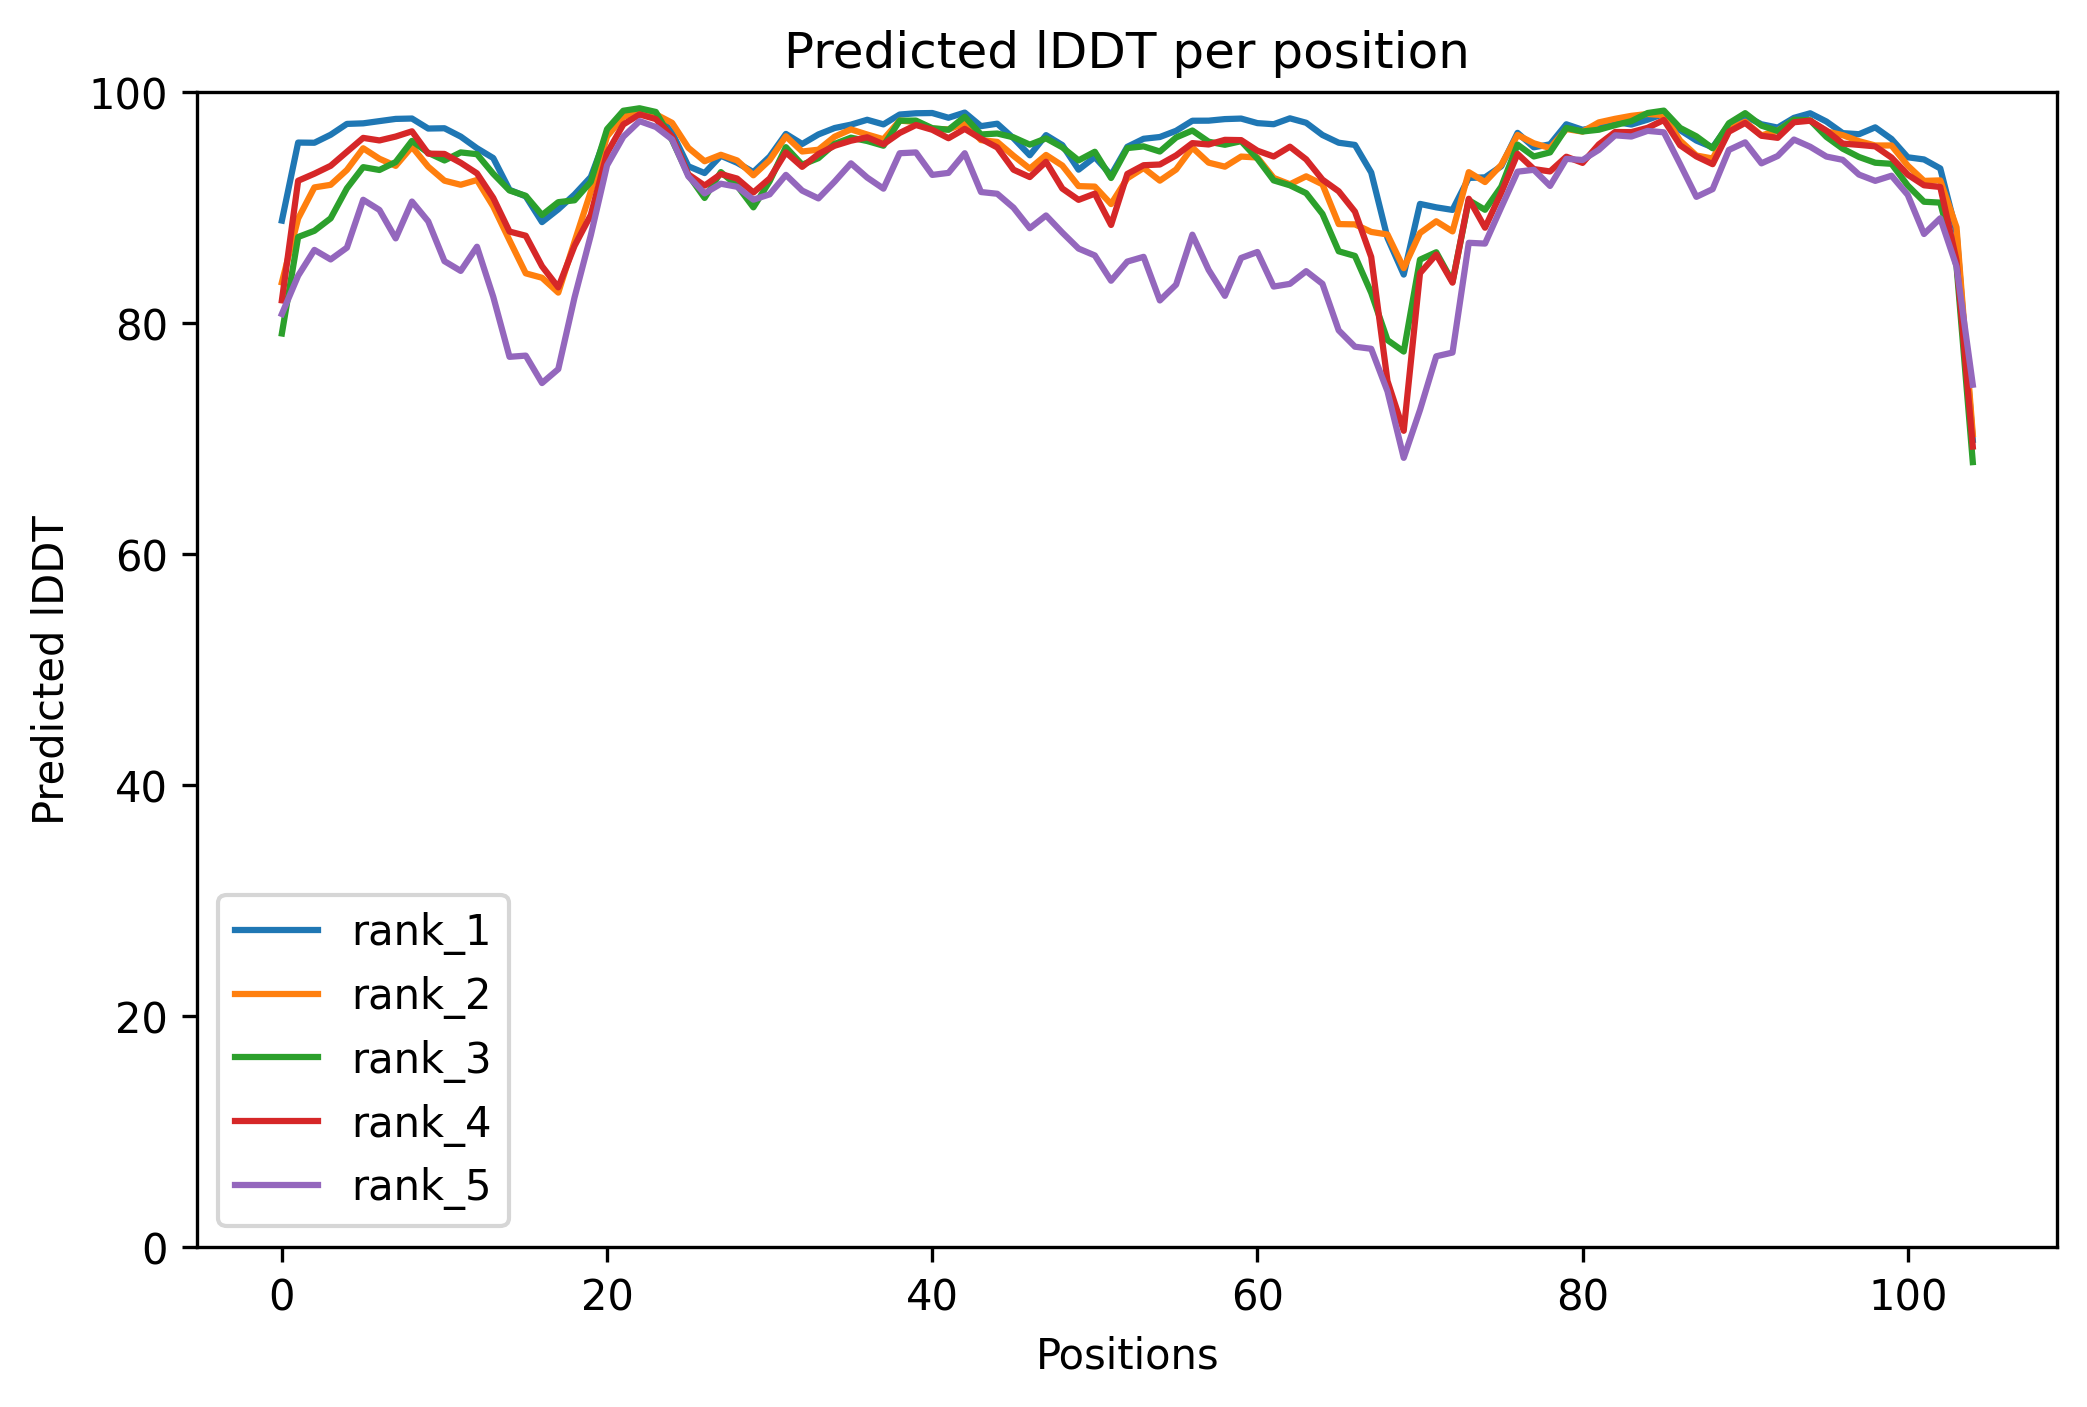 Predicted lDDT per position
100
80
60
40
20
0
Predicted lDDT
rank_1
rank_2
rank_3
rank_4
rank_5
0 20 40 60 80 100
Positions